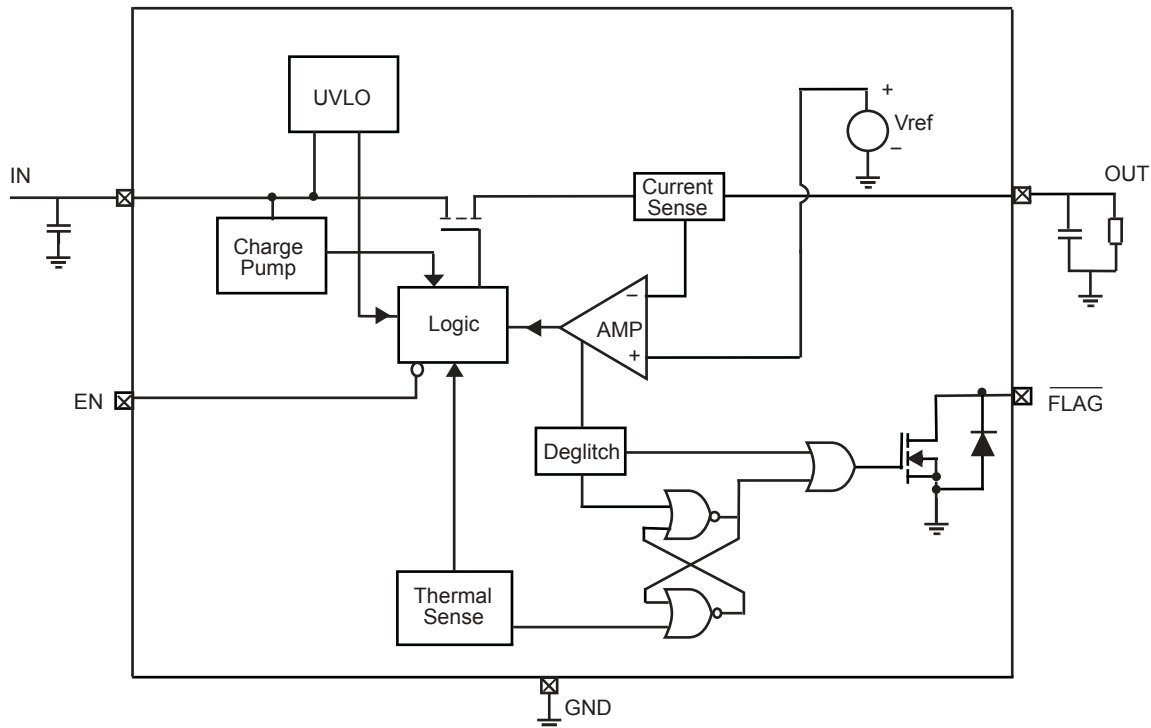 UVLO
+
Vref
–
IN
OUT
Current
Sense
Charge
Pump
–
Logic
AMP
+
EN
FLAG
Deglitch
Thermal
Sense
GND